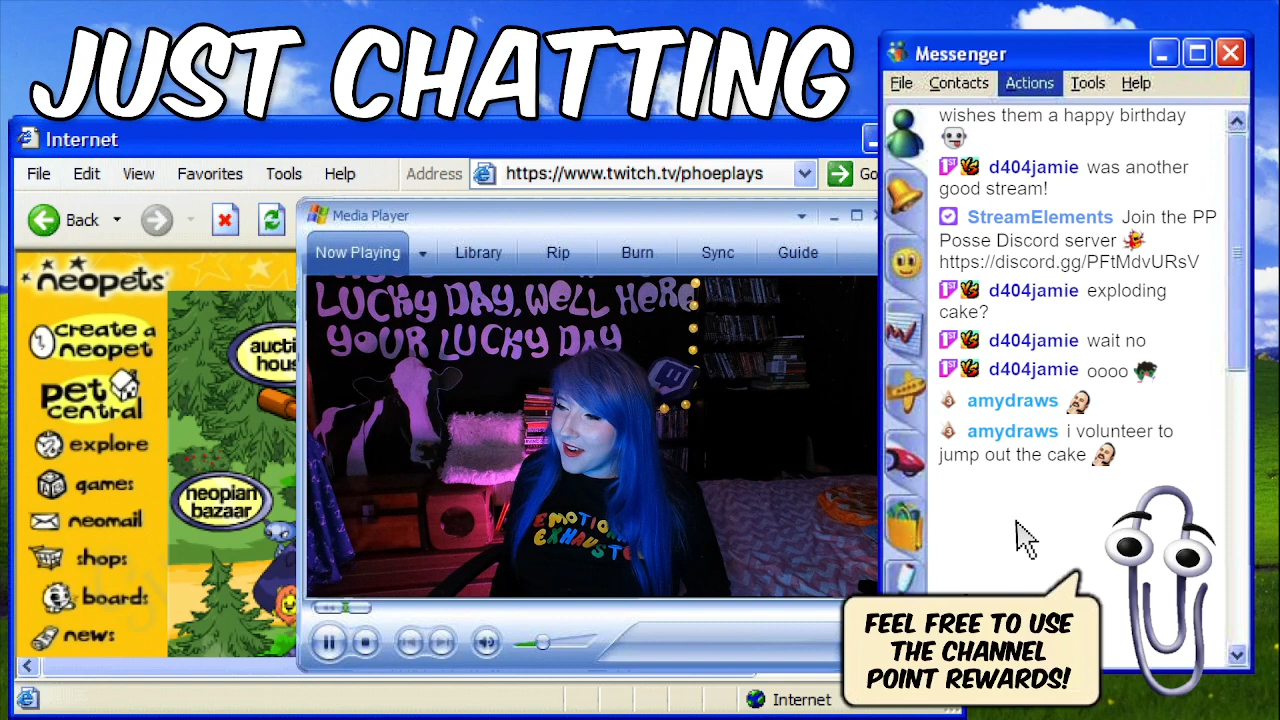 JUST CHATTING
Internet
File Edit View Favorites Tools Help Address https://www.twitch.tv/phoeplays Go
Back
neopets
create a
neopet
pet
central
explore
games
neomail
shops
boards
news
aucti
hous
neopian
bazaar
Media Player
Now Playing Library Rip Burn Sync Guide
LUCKY DAY, WELL HERE
YOUR LUCKY DAY
EMOTION
EXHAUSTE
Internet
Messenger
File Contacts Actions Tools Help
wishes them a happy birthday
d404jamie was another
good stream!
StreamElements Join the PP
Posse Discord server
https://discord.gg/PFtMdvURsV
d404jamie exploding
cake?
d404jamie wait no
d404jamie oooo
amydraws
amydraws i volunteer to
jump out the cake
FEEL FREE TO USE
THE CHANNEL
POINT REWARDS!